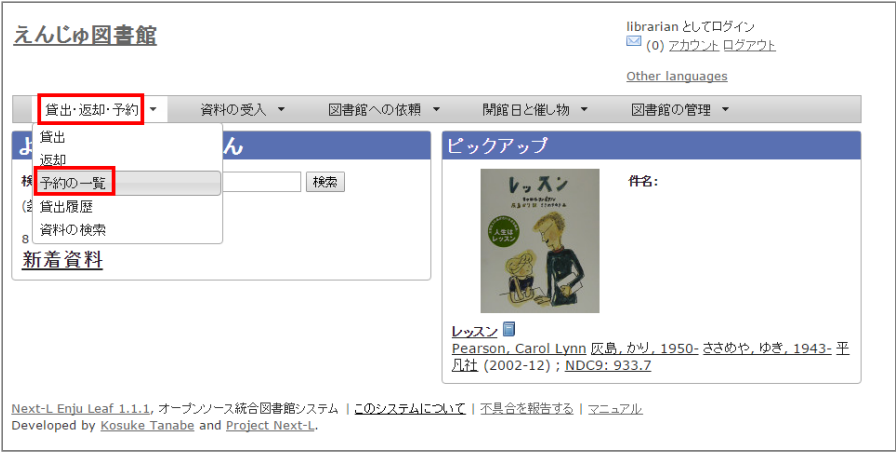 えんじゅ図書館
librarian としてログイン
(0) アカウント ログアウト
Other languages
貸出・返却・予約 資料の受入 図書館への依頼 開館日と催し物 図書館の管理
貸出
返却
予約の一覧
貸出履歴
資料の検索
よ ん
検 検索
8
新着資料
ピックアップ
レッスン
人生は
レッスン
件名:
レッスン
Pearson, Carol Lynn 灰島, かり, 1950- ささめや, ゆき, 1943- 平
凡社 (2002-12) ; NDC9: 933.7
Next-L Enju Leaf 1.1.1, オープンソース統合図書館システム | このシステムについて | 不具合を報告する | マニュアル
Developed by Kosuke Tanabe and Project Next-L.